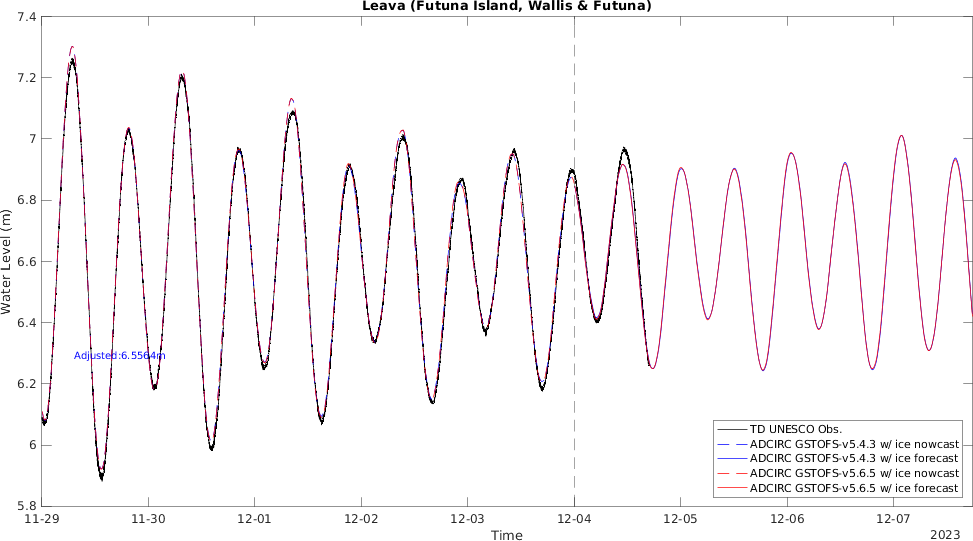 Leava (Futuna Island, Wallis & Futuna)
7.4
7.2
7
6.8
6.6
6.4
6.2
6
5.8
Water Level (m)
Adjusted:6.5564m
TD UNESCO Obs.
ADCIRC GSTOFS-v5.4.3 w/ ice nowcast
ADCIRC GSTOFS-v5.4.3 w/ ice forecast
ADCIRC GSTOFS-v5.6.5 w/ ice nowcast
ADCIRC GSTOFS-v5.6.5 w/ ice forecast
11-29 11-30 12-01 12-02 12-03 12-04 12-05 12-06 12-07
Time
2023